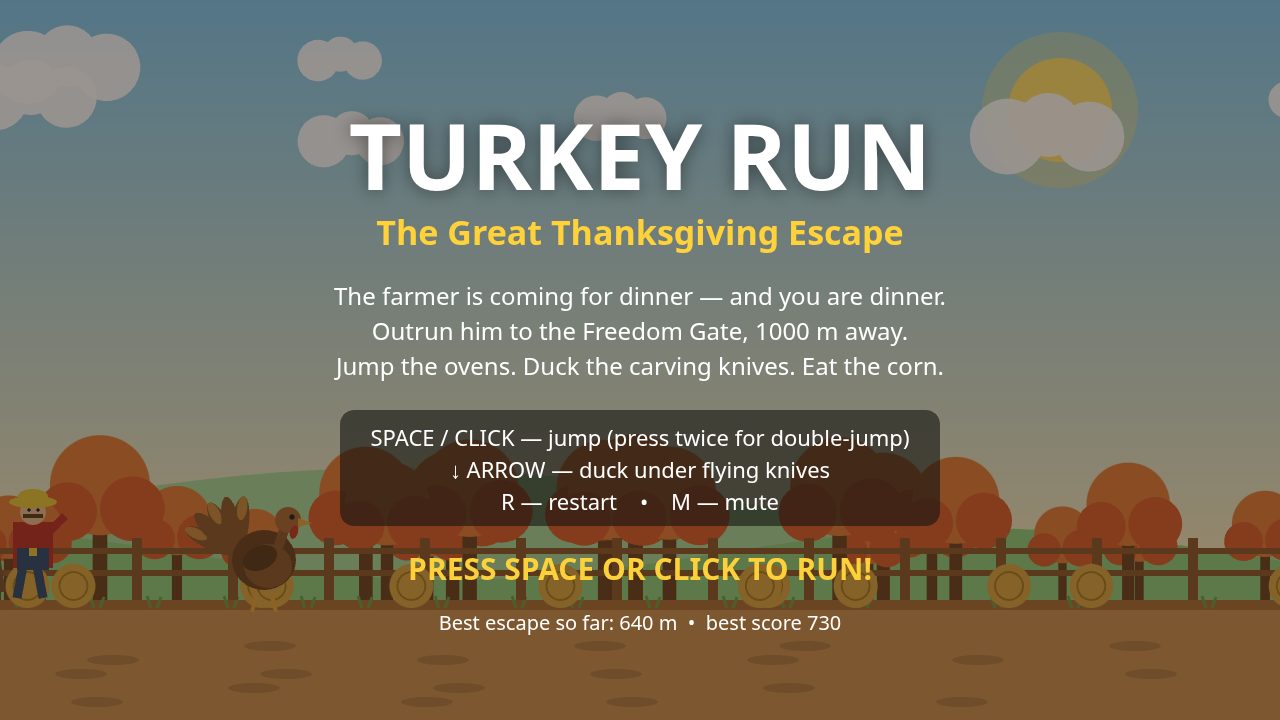 TURKEY RUN
The Great Thanksgiving Escape
The farmer is coming for dinner — and you are dinner.
Outrun him to the Freedom Gate, 1000 m away.
Jump the ovens. Duck the carving knives. Eat the corn.
SPACE / CLICK — jump (press twice for double-jump)
↓ ARROW — duck under flying knives
R — restart • M — mute
PRESS SPACE OR CLICK TO RUN!
Best escape so far: 640 m • best score 730